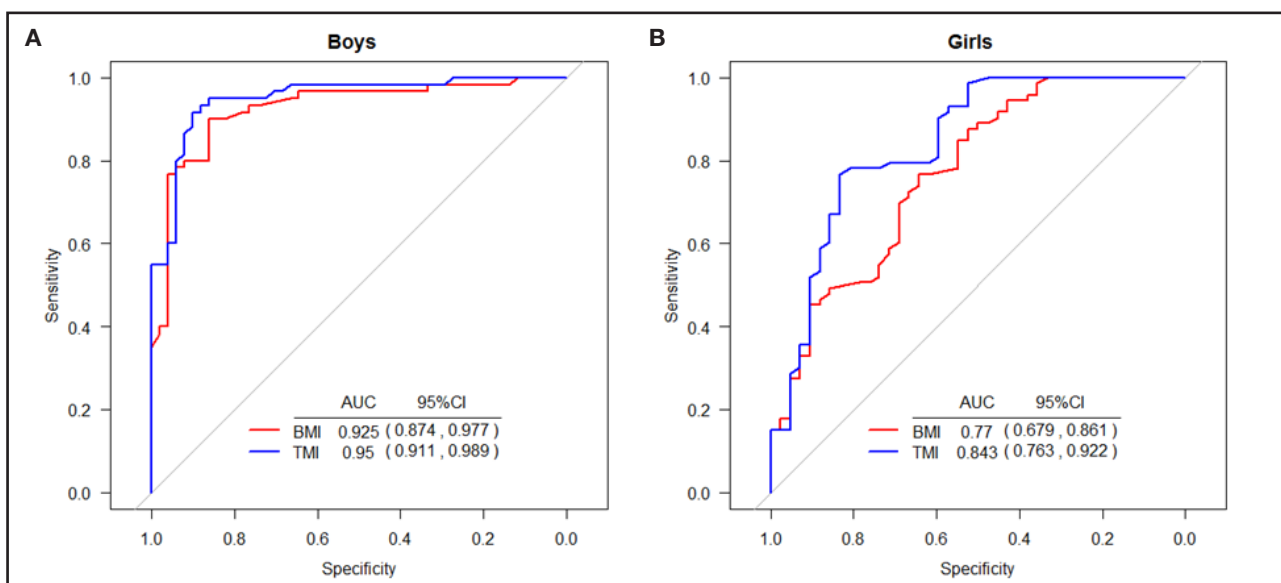 A
Boys
1.0
0.8
0.6
0.4
0.2
0.0
Sensitivity
AUC 95%CI
BMI 0.925 ( 0.874 , 0.977 )
TMI 0.95 ( 0.911 , 0.989 )
1.0 0.8 0.6 0.4 0.2 0.0
Specificity
B
Girls
1.0
0.8
0.6
0.4
0.2
0.0
Sensitivity
AUC 95%CI
BMI 0.77 ( 0.679 , 0.861 )
TMI 0.843 ( 0.763 , 0.922 )
1.0 0.8 0.6 0.4 0.2 0.0
Specificity